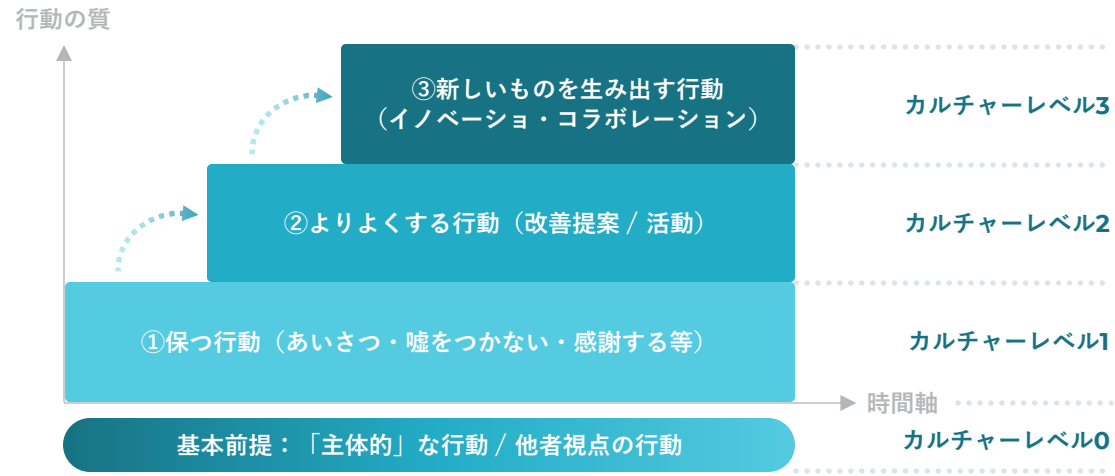 行動の質
③新しいものを生み出す行動
（イノベーショ・コラボレーション）
カルチャーレベル3
②よりよくする行動（改善提案 / 活動）
カルチャーレベル2
①保つ行動（あいさつ・嘘をつかない・感謝する等）
カルチャーレベル1
時間軸
基本前提：「主体的」な行動 / 他者視点の行動
カルチャーレベル0